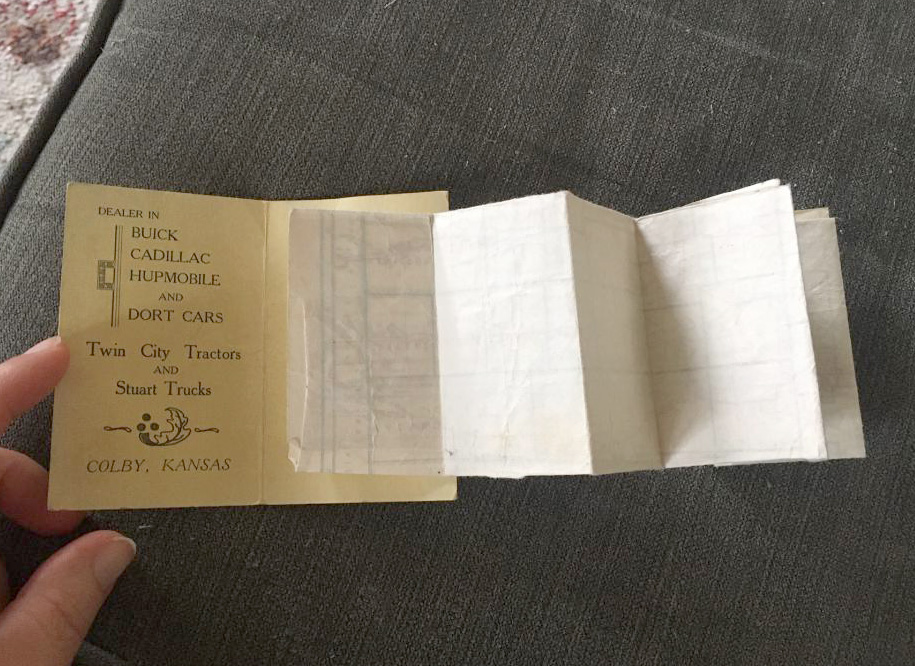 DEALER IN
BUICK
CADILLAC
HUPMOBILE
AND
DORT CARS
Twin City Tractors
AND
Stuart Trucks
COLBY, KANSAS